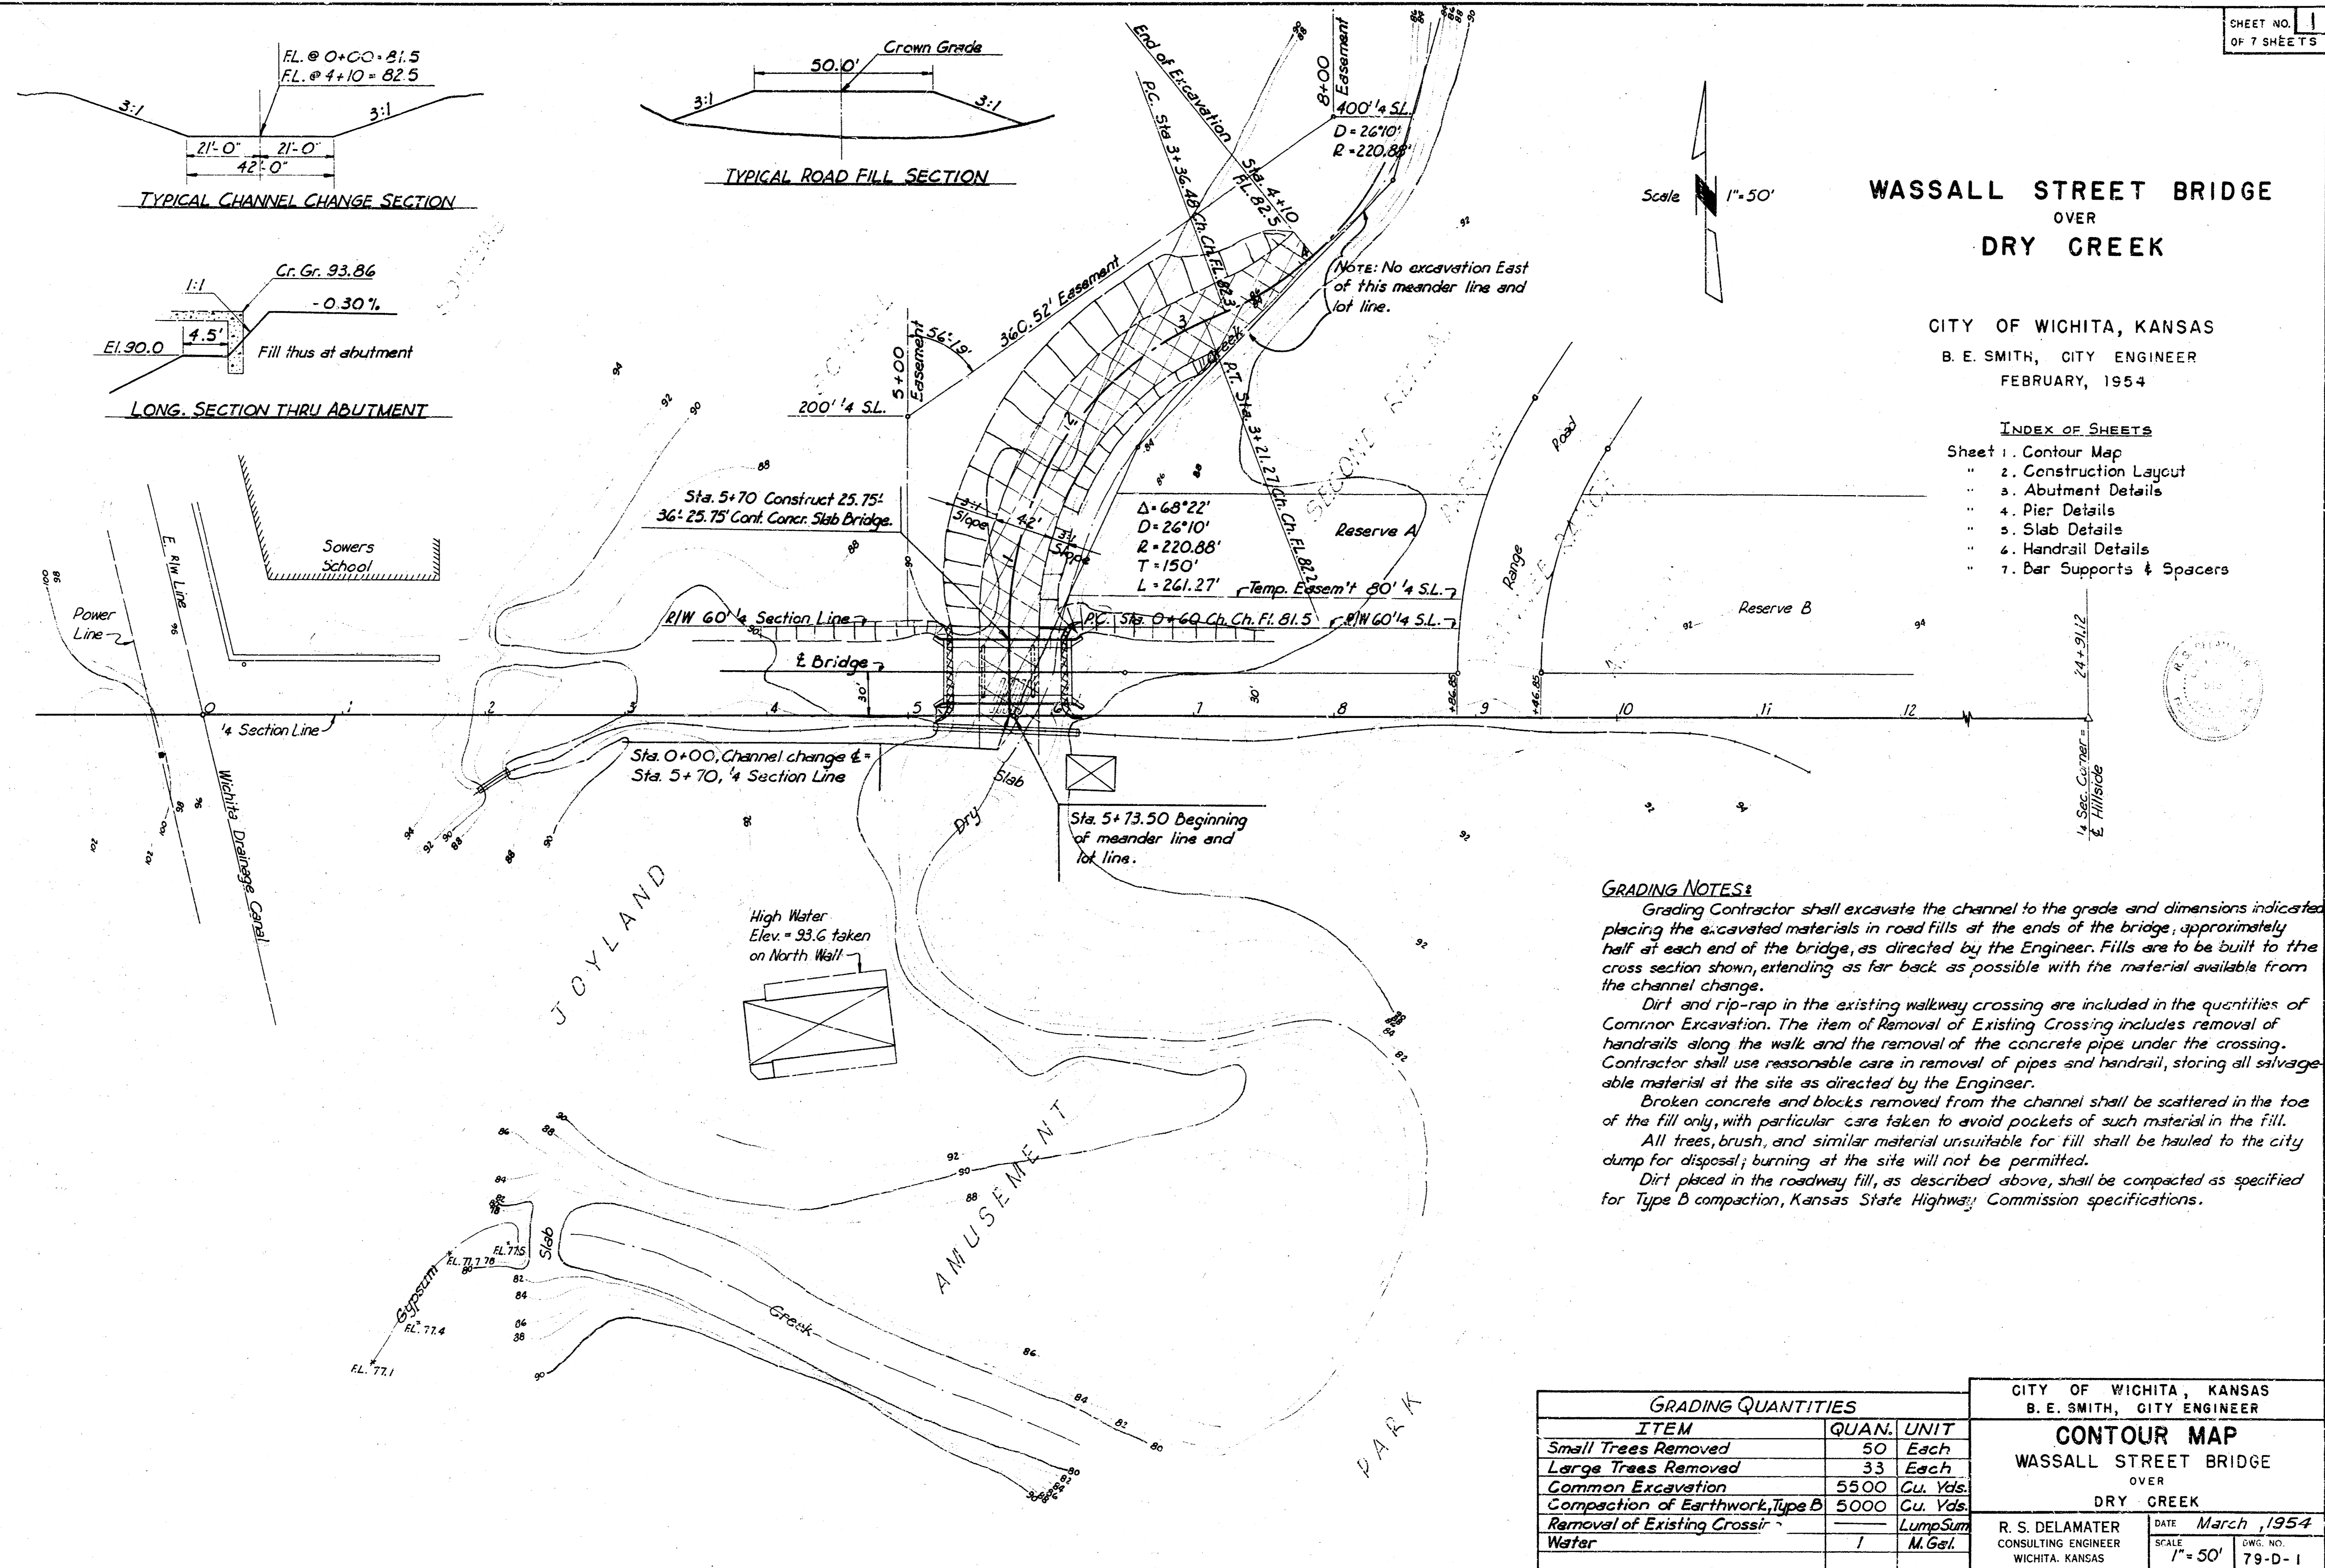 SHEET NO. 1
OF 7 SHEETS
F.L. @ 0+00 = 81.5
F.L. @ 4+10 = 82.5
3:1
3:1
21'-0" 21'-0"
42'-0"
TYPICAL CHANNEL CHANGE SECTION
Crown Grade
50.0'
3:1
3:1
TYPICAL ROAD FILL SECTION
Cr. Gr. 93.86
1:1
-0.30%
4.5'
El. 90.0
Fill thus at abutment
LONG. SECTION THRU ABUTMENT
End of Excavation
Sta. 4+10
FL. 82.5
P.C. Sta 3+36.48 Ch. Ch. FL. 82.3
8+00
Easement
400' 1/4 S.L.
D = 26°10'
R = 220.88'
Scale 1"=50'
WASSALL STREET BRIDGE
OVER
DRY CREEK
CITY OF WICHITA, KANSAS
B. E. SMITH, CITY ENGINEER
FEBRUARY, 1954
INDEX OF SHEETS
Sheet 1. Contour Map
" 2. Construction Layout
" 3. Abutment Details
" 4. Pier Details
" 5. Slab Details
" 6. Handrail Details
" 7. Bar Supports & Spacers
NOTE: No excavation East
of this meander line and
lot line.
360.52' Easement
56°-19'
5+00
Easement
200' 1/4 S.L.
Creek
P.T. Sta. 3+21.27 Ch. Ch. FL. 82.2
SECOND
Sta. 5+70 Construct 25.75'-
36'-25.75' Cont. Concr. Slab Bridge.
3:1
Slope
42'
3:1
Slope
Δ = 68°22'
D = 26°10'
R = 220.88'
T = 150'
L = 261.27'
Temp. Easem't 80' 1/4 S.L.
Reserve A
Range
Road
Reserve B
R/W 60' 1/4 Section Line
P.C. Sta. 0+60 Ch. Ch. Fl. 81.5
R/W 60' 1/4 S.L.
₵ Bridge
30'
30'
+86.85
+46.85
Sowers
School
E. R/W Line
Power
Line
1/4 Section Line
0 1 2 3 4 5 6 7 8 9 10 11 12
Wichita Drainage Canal
Sta. 0+00, Channel change ₵ =
Sta. 5+70, 1/4 Section Line
Dry
Slab
Sta. 5+73.50 Beginning
of meander line and
lot line.
24+91.12
1/4 Sec. Corner =
₵ Hillside
JOYLAND
AMUSEMENT
PARK
High Water
Elev. = 93.6 taken
on North Wall
Gypsum
Creek
Slab
F.L. 77.5
F.L. 77.7
F.L. 77.4
F.L. 77.1
GRADING NOTES:
Grading Contractor shall excavate the channel to the grade and dimensions indicated
placing the excavated materials in road fills at the ends of the bridge, approximately
half at each end of the bridge, as directed by the Engineer. Fills are to be built to the
cross section shown, extending as far back as possible with the material available from
the channel change.
Dirt and rip-rap in the existing walkway crossing are included in the quantities of
Common Excavation. The item of Removal of Existing Crossing includes removal of
handrails along the walk and the removal of the concrete pipe under the crossing.
Contractor shall use reasonable care in removal of pipes and handrail, storing all salvage-
able material at the site as directed by the Engineer.
Broken concrete and blocks removed from the channel shall be scattered in the toe
of the fill only, with particular care taken to avoid pockets of such material in the fill.
All trees, brush, and similar material unsuitable for fill shall be hauled to the city
dump for disposal; burning at the site will not be permitted.
Dirt placed in the roadway fill, as described above, shall be compacted as specified
for Type B compaction, Kansas State Highway Commission specifications.
GRADING QUANTITIES
ITEM QUAN. UNIT
Small Trees Removed 50 Each
Large Trees Removed 33 Each
Common Excavation 5500 Cu. Yds.
Compaction of Earthwork, Type B 5000 Cu. Yds.
Removal of Existing Crossin Lump Sum
Water 1 M. Gal.
CITY OF WICHITA, KANSAS
B. E. SMITH, CITY ENGINEER
CONTOUR MAP
WASSALL STREET BRIDGE
OVER
DRY CREEK
R. S. DELAMATER
CONSULTING ENGINEER
WICHITA, KANSAS
DATE March, 1954
SCALE 1"=50'
DWG. NO. 79-D-1